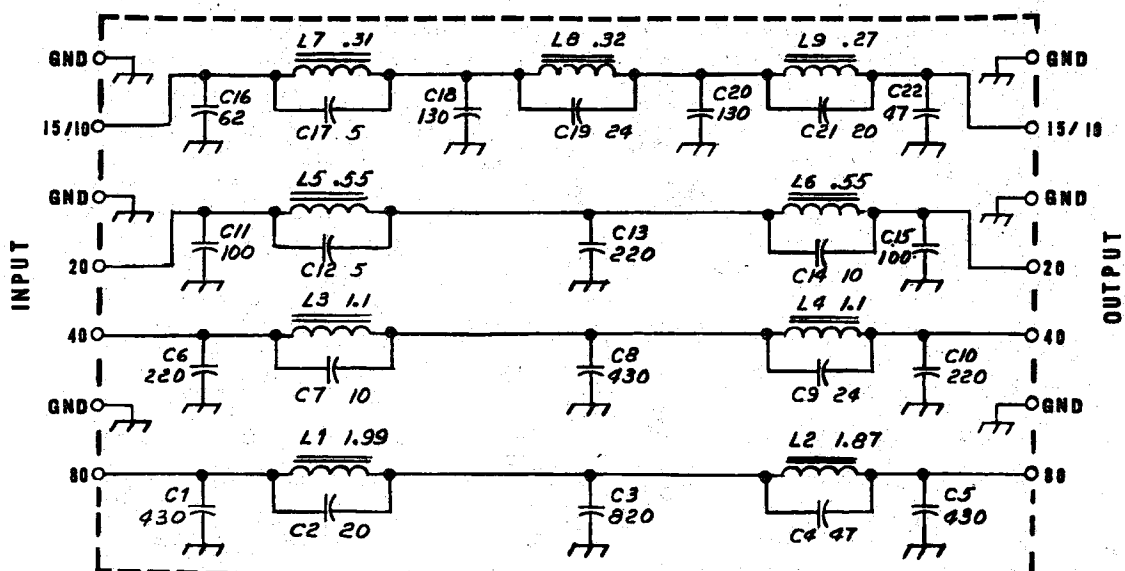 L7 .31
L8 .32
L9 .27
GND
GND
C16
62
C18
130
C20
130
C22
47
15/10
C17 5
C19 24
C21 20
15/10
L5 .55
L6 .55
GND
GND
C11
100
C13
220
C15
100
20
C12 5
C14 10
20
INPUT
OUTPUT
L3 1.1
L4 1.1
40
40
C6
220
C8
430
C10
220
C7 10
C9 24
GND
GND
L1 1.99
L2 1.87
80
80
C1
430
C3
820
C5
430
C2 20
C4 47